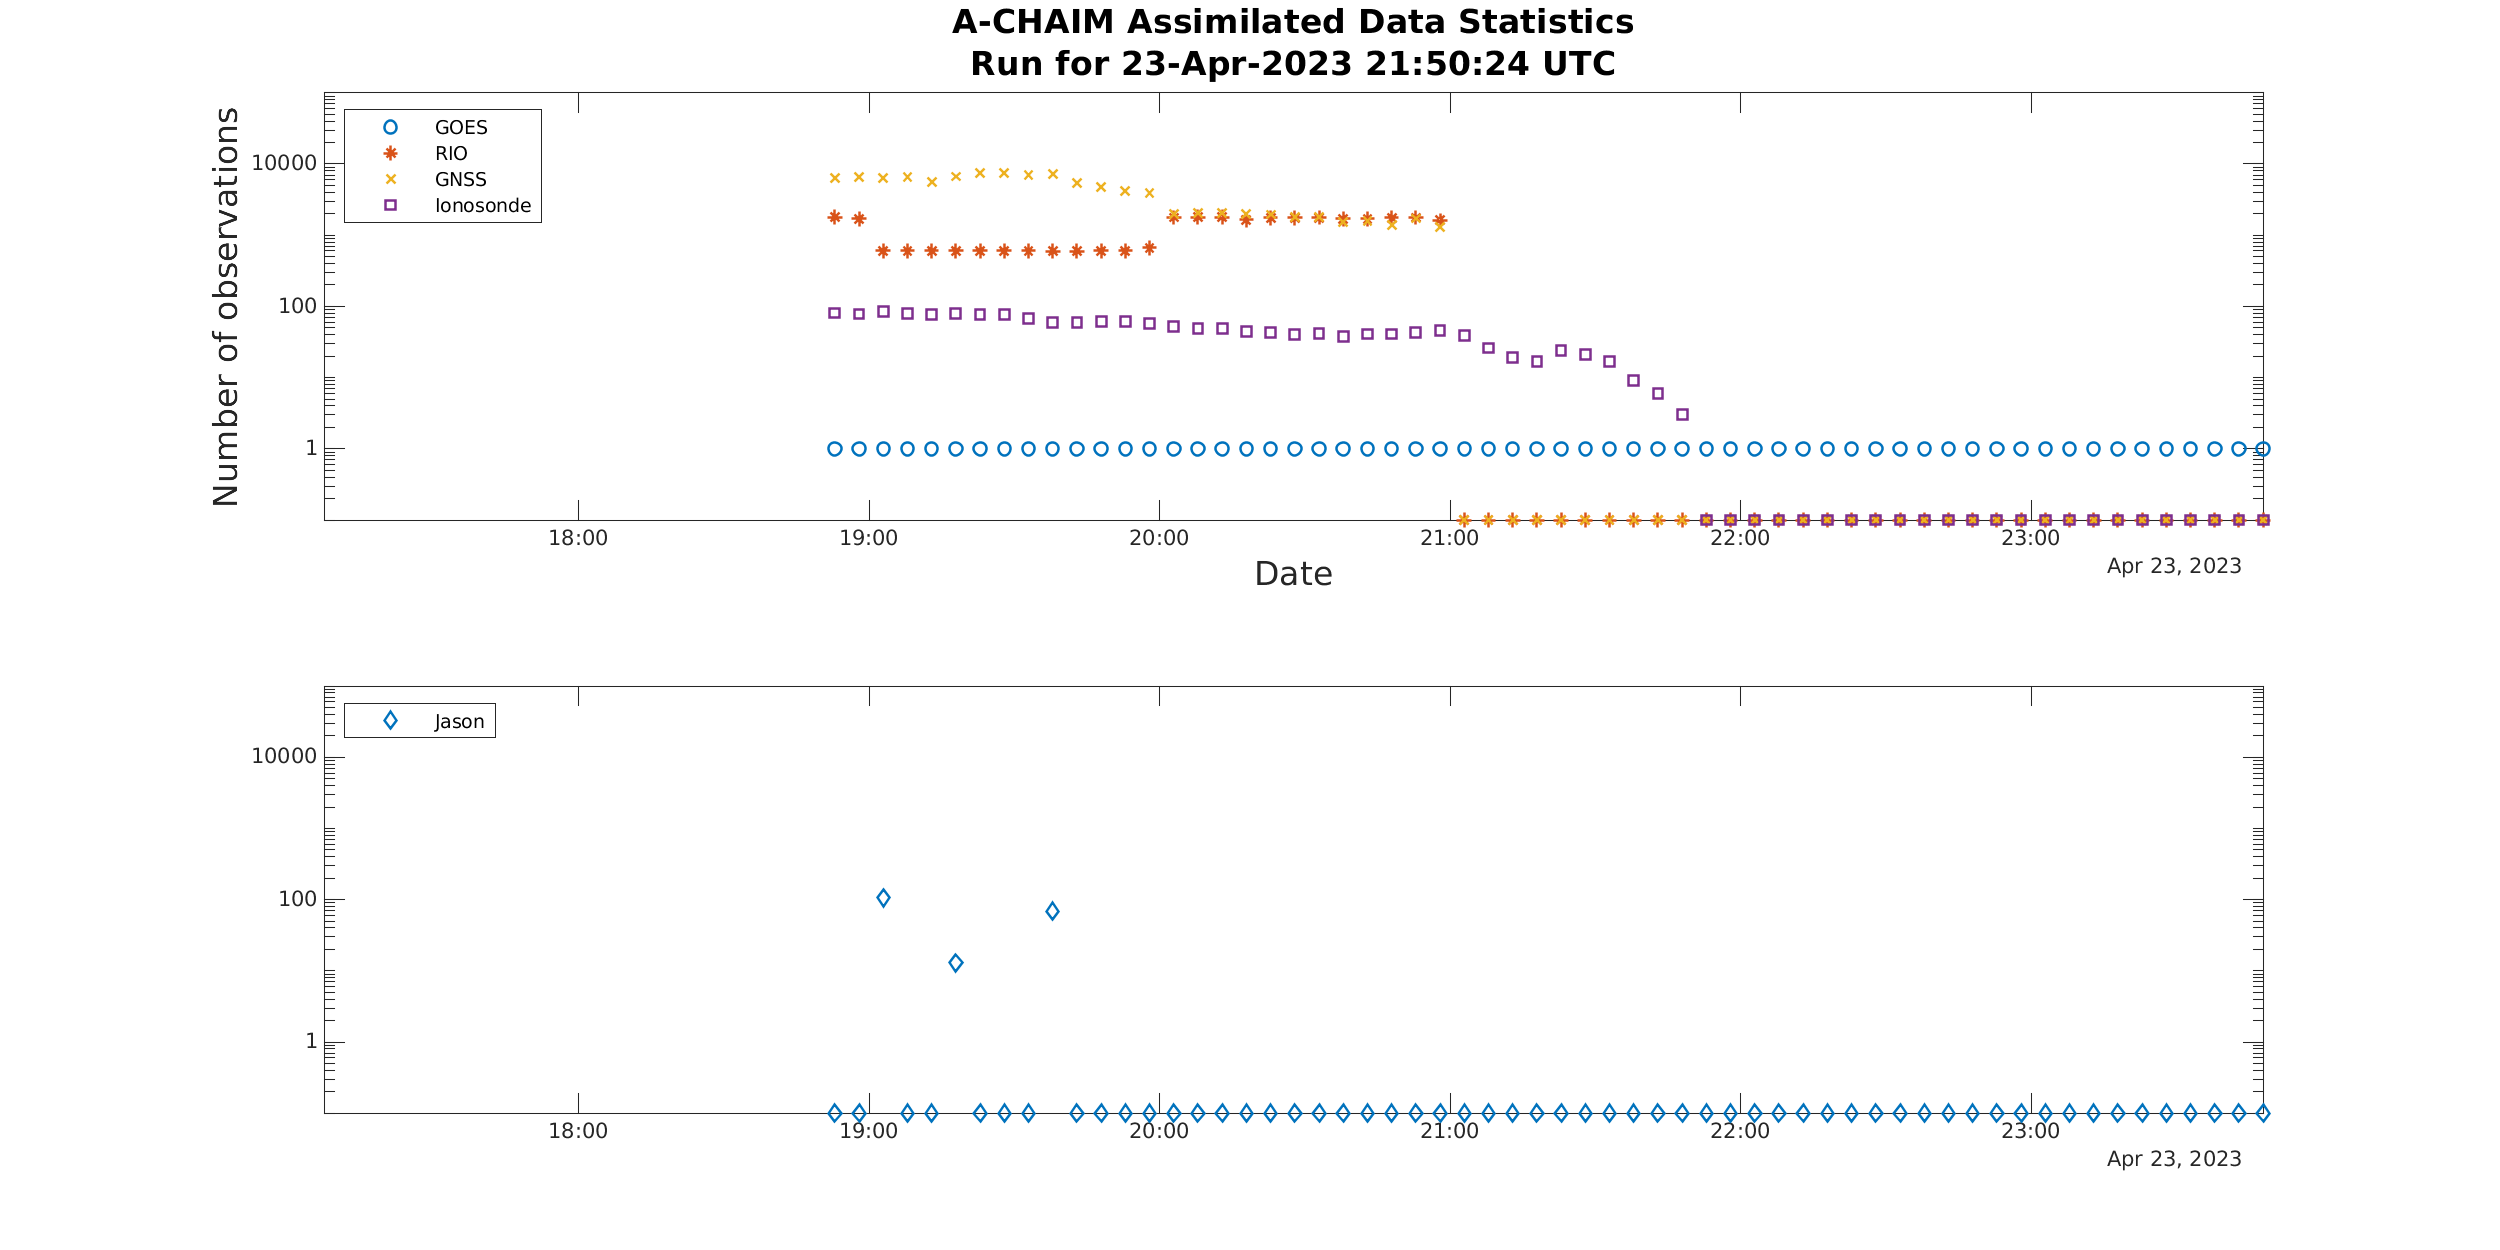 A-CHAIM Assimilated Data Statistics
Run for 23-Apr-2023 21:50:24 UTC
Number of observations
10000
100
1
GOES
RIO
GNSS
Ionosonde
18:00 19:00 20:00 21:00 22:00 23:00
Apr 23, 2023
Date
10000
100
1
Jason
18:00 19:00 20:00 21:00 22:00 23:00
Apr 23, 2023